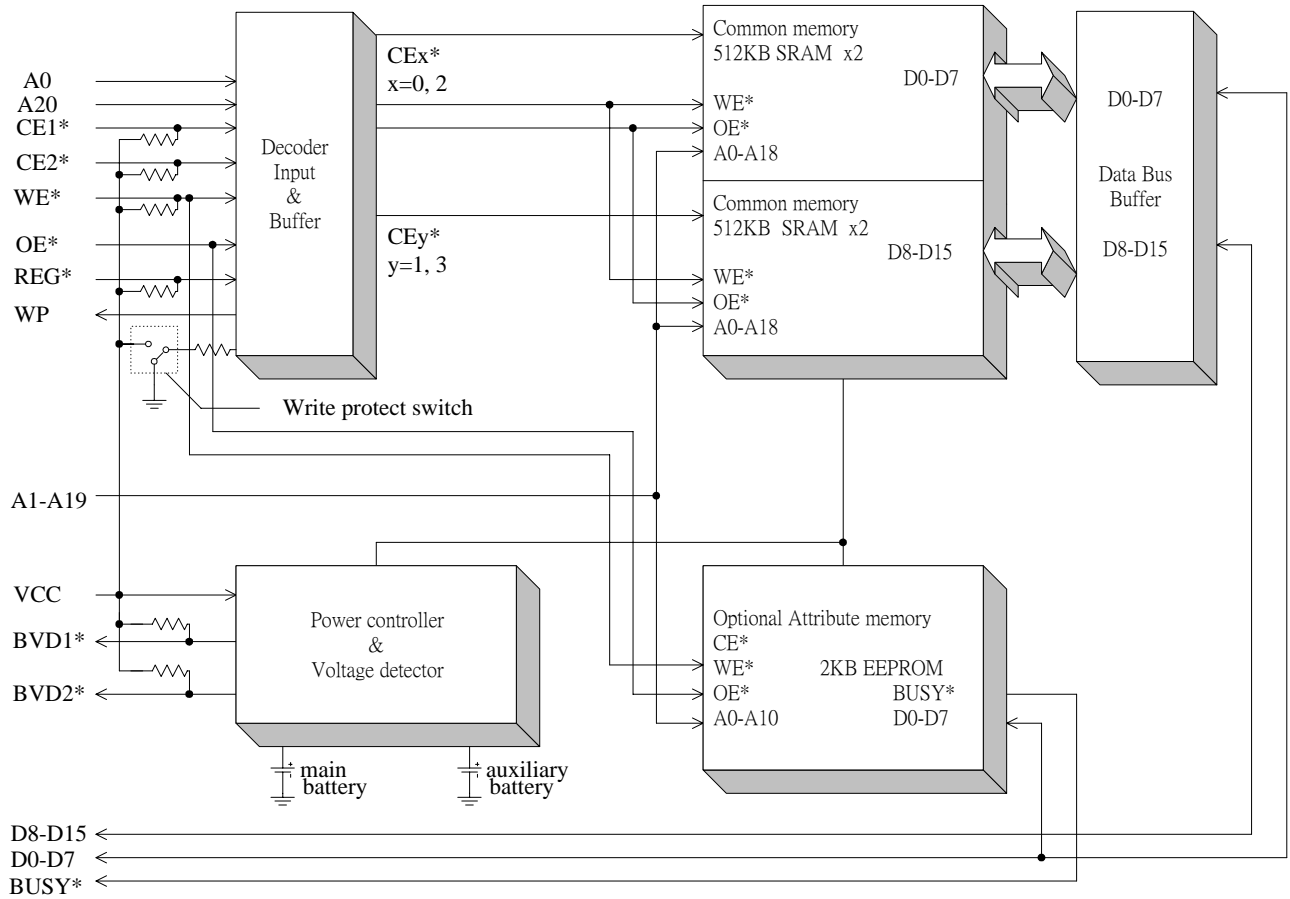 A0
A20
CE1*
CE2*
WE*
OE*
REG*
WP
Decoder
Input
&
Buffer
CEx*
x=0, 2
CEy*
y=1, 3
Common memory
512KB SRAM x2
D0-D7
WE*
OE*
A0-A18
Common memory
512KB SRAM x2
D8-D15
WE*
OE*
A0-A18
D0-D7
Data Bus
Buffer
D8-D15
Write protect switch
A1-A19
VCC
BVD1*
BVD2*
Power controller
&
Voltage detector
main
battery
auxiliary
battery
Optional Attribute memory
CE*
WE* 2KB EEPROM
OE* BUSY*
A0-A10 D0-D7
D8-D15
D0-D7
BUSY*